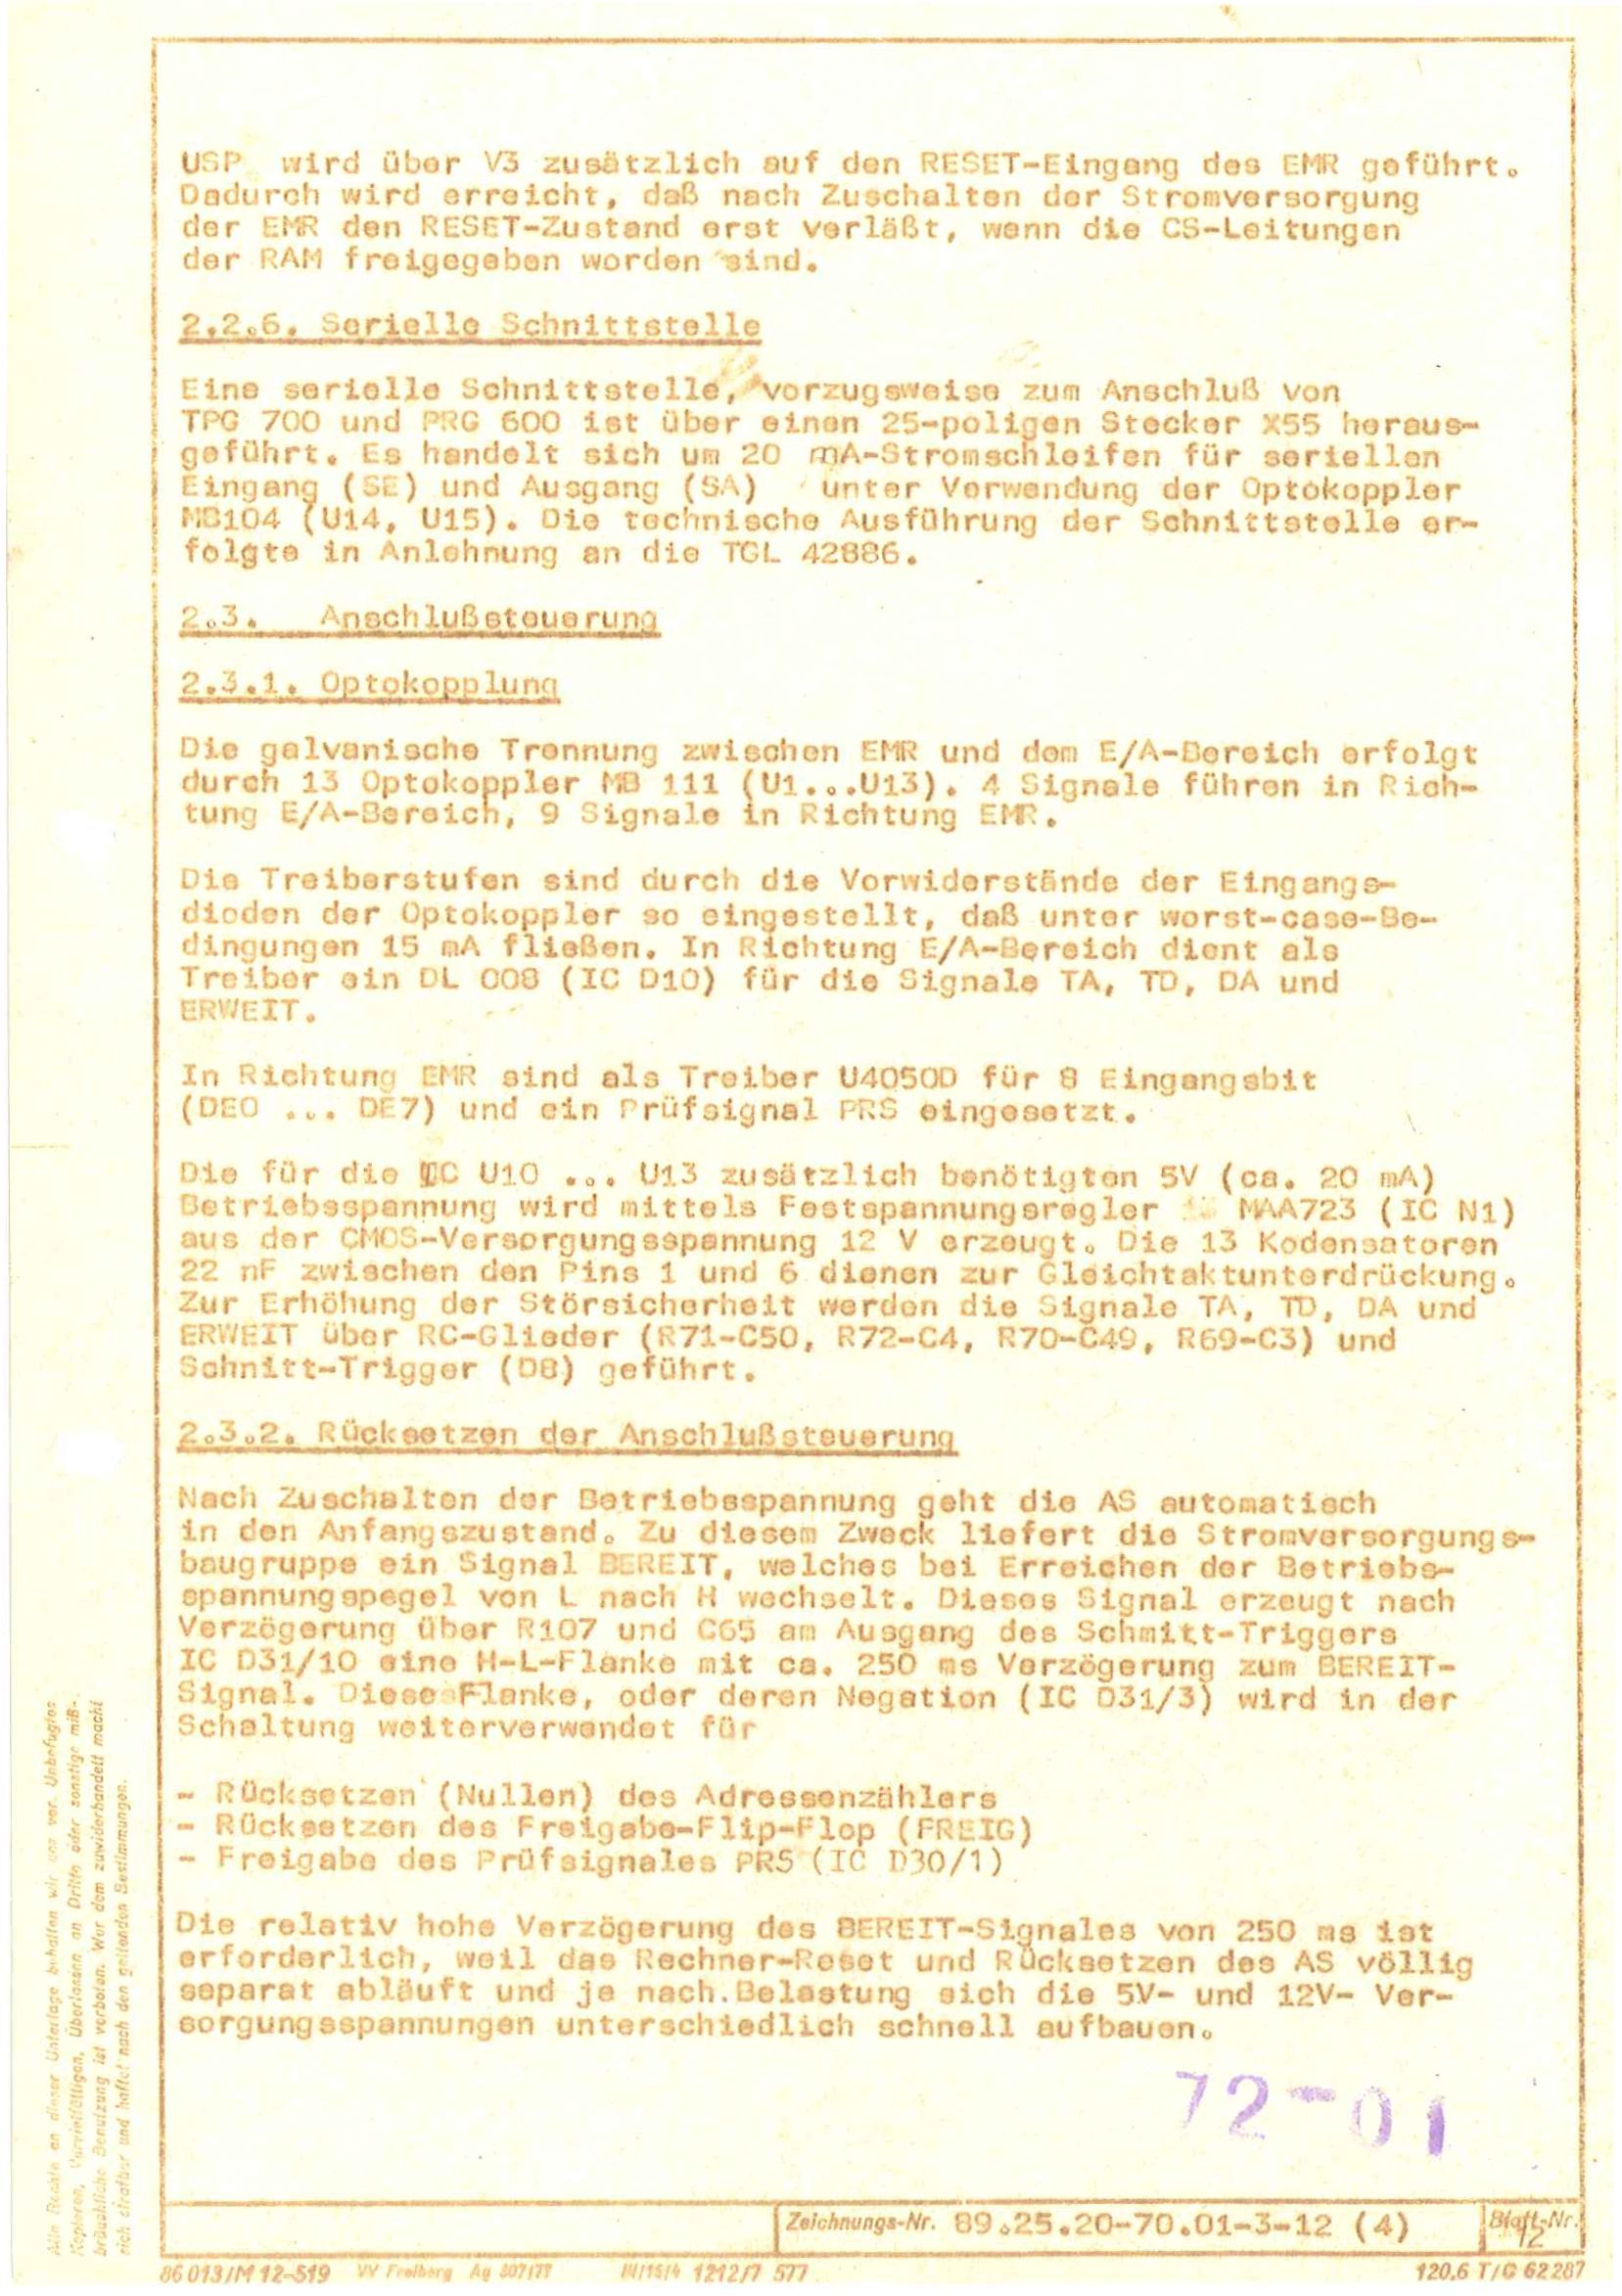 USP wird über V3 zusätzlich auf den RESET-Eingang des EMR geführt.
Dadurch wird erreicht, daß nach Zuschalten der Stromversorgung
der EMR den RESET-Zustand erst verläßt, wenn die CS-Leitungen
der RAM freigegeben worden sind.
2.2.6. Serielle Schnittstelle
Eine serielle Schnittstelle, vorzugsweise zum Anschluß von
TPG 700 und PRG 600 ist über einen 25-poligen Stecker X55 heraus-
geführt. Es handelt sich um 20 mA-Stromschleifen für seriellen
Eingang (SE) und Ausgang (SA) unter Verwendung der Optokoppler
MB104 (U14, U15). Die technische Ausführung der Schnittstelle er-
folgte in Anlehnung an die TGL 42886.
2.3. Anschlußsteuerung
2.3.1. Optokopplung
Die galvanische Trennung zwischen EMR und dem E/A-Bereich erfolgt
durch 13 Optokoppler MB 111 (U1...U13). 4 Signale führen in Rich-
tung E/A-Bereich, 9 Signale in Richtung EMR.
Die Treiberstufen sind durch die Vorwiderstände der Eingangs-
dioden der Optokoppler so eingestellt, daß unter worst-case-Be-
dingungen 15 mA fließen. In Richtung E/A-Bereich dient als
Treiber ein DL 008 (IC D10) für die Signale TA, TD, DA und
ERWEIT.
In Richtung EMR sind als Treiber U4050D für 8 Eingangsbit
(DE0 ... DE7) und ein Prüfsignal PRS eingesetzt.
Die für die IC U10 ... U13 zusätzlich benötigten 5V (ca. 20 mA)
Betriebsspannung wird mittels Festspannungsregler MAA723 (IC N1)
aus der CMOS-Versorgungsspannung 12 V erzeugt. Die 13 Kodensatoren
22 nF zwischen den Pins 1 und 6 dienen zur Gleichtaktunterdrückung.
Zur Erhöhung der Störsicherheit werden die Signale TA, TD, DA und
ERWEIT über RC-Glieder (R71-C50, R72-C4, R70-C49, R69-C3) und
Schnitt-Trigger (D8) geführt.
2.3.2. Rücksetzen der Anschlußsteuerung
Nach Zuschalten der Betriebsspannung geht die AS automatisch
in den Anfangszustand. Zu diesem Zweck liefert die Stromversorgungs-
baugruppe ein Signal BEREIT, welches bei Erreichen der Betriebs-
spannungspegel von L nach H wechselt. Dieses Signal erzeugt nach
Verzögerung über R107 und C65 am Ausgang des Schmitt-Triggers
IC D31/10 eine H-L-Flanke mit ca. 250 ms Verzögerung zum BEREIT-
Signal. Diese Flanke, oder deren Negation (IC D31/3) wird in der
Schaltung weiterverwendet für
- Rücksetzen (Nullen) des Adressenzählers
- Rücksetzen des Freigabe-Flip-Flop (FREIG)
- Freigabe des Prüfsignales PRS (IC D30/1)
Die relativ hohe Verzögerung des BEREIT-Signales von 250 ms ist
erforderlich, weil das Rechner-Reset und Rücksetzen des AS völlig
separat abläuft und je nach Belastung sich die 5V- und 12V- Ver-
sorgungsspannungen unterschiedlich schnell aufbauen.
72-01
Zeichnungs-Nr. 89.25.20-70.01-3-12 (4)
Blatt-Nr.
12
86 013/M 12-519 VV Freiberg Ag 307/77 III/15/4 1212/7 577
120.6 T/G 62 287
Alle Rechte an dieser Unterlage behalten wir uns vor. Unbefugtes
Kopieren, Vervielfältigen, Überlassen an Dritte oder sonstige miß-
bräuchliche Benutzung ist verboten. Wer dem zuwiderhandelt macht
sich strafbar und haftet nach den geltenden Bestimmungen.